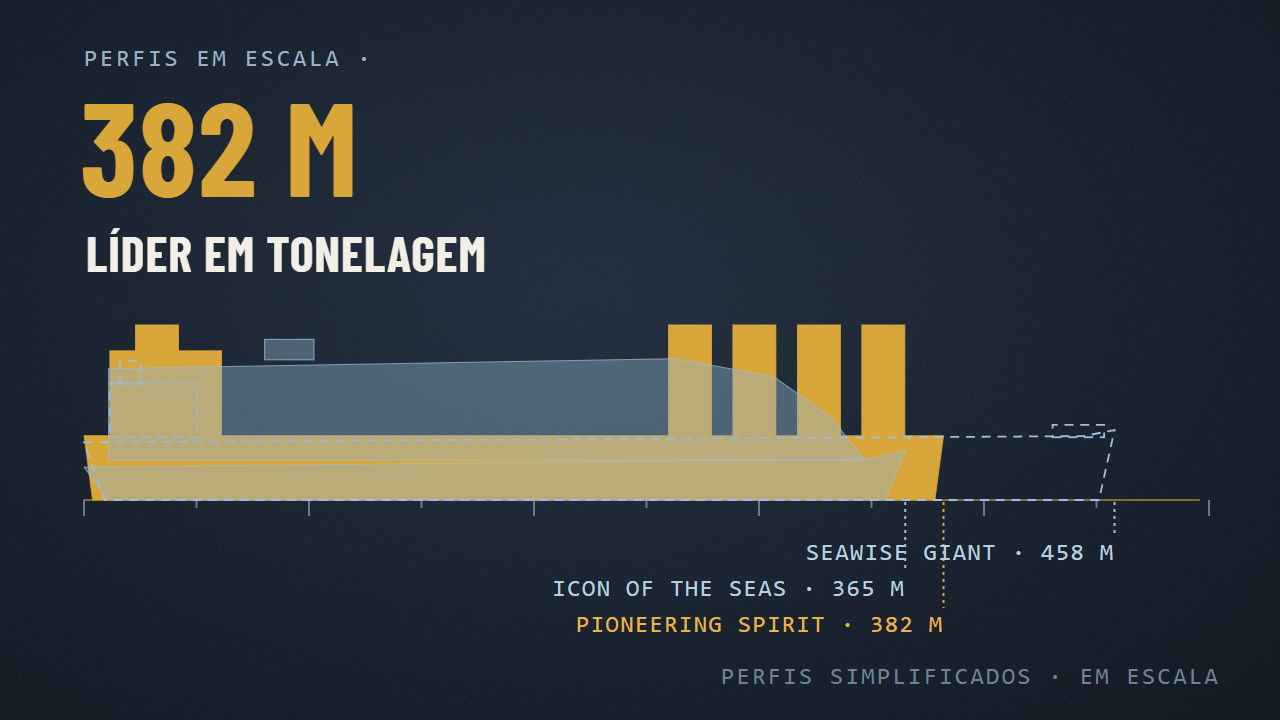 PERFIS EM ESCALA ·
382 M
LÍDER EM TONELAGEM
SEAWISE GIANT · 458 M
ICON OF THE SEAS · 365 M
PIONEERING SPIRIT · 382 M
PERFIS SIMPLIFICADOS · EM ESCALA